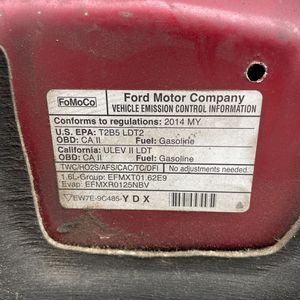 FoMoCo
Ford Motor Company
VEHICLE EMISSION CONTROL INFORMATION
Conforms to regulations: 2014 MY
U.S. EPA: T2B5 LDT2
OBD: CA II Fuel: Gasoline
California: ULEV II LDT
OBD: CA II Fuel: Gasoline
TWC/HO2S/AFS/CAC/TC/DFI No adjustments needed.
1.6L-Group: EFMXT01.62E9
Evap: EFMXR0125NBV
EW7E-9C485-YDX